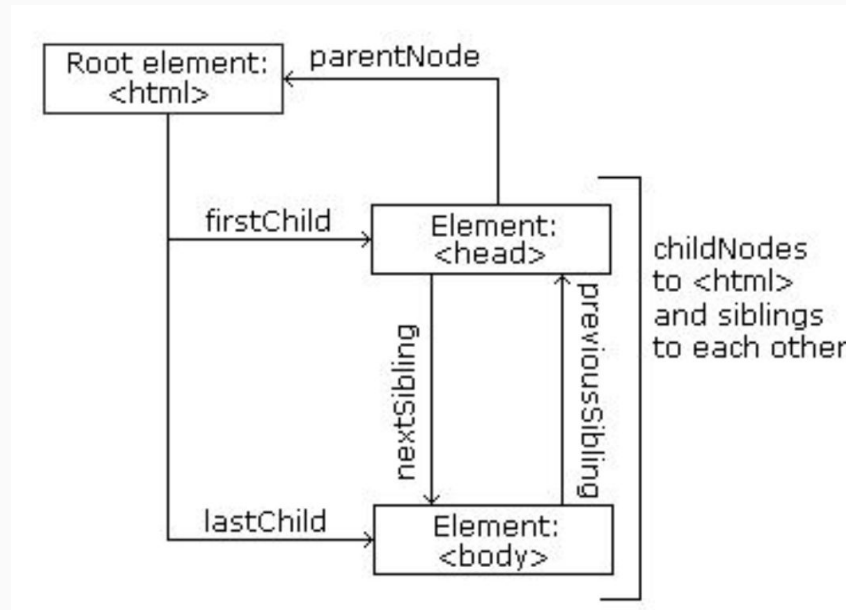 Root element:
<html>
parentNode
firstChild
Element:
<head>
childNodes
to <html>
and siblings
to each other
nextSibling
previousSibling
lastChild
Element:
<body>